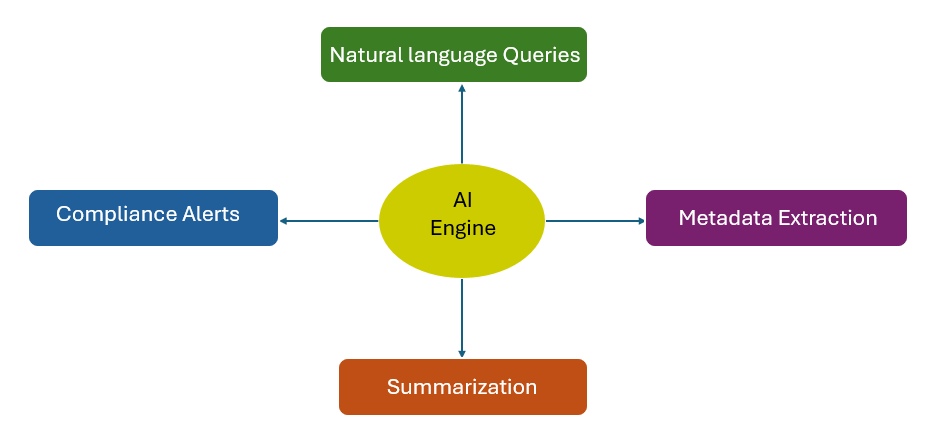 Natural language Queries
Compliance Alerts
AI
Engine
Metadata Extraction
Summarization